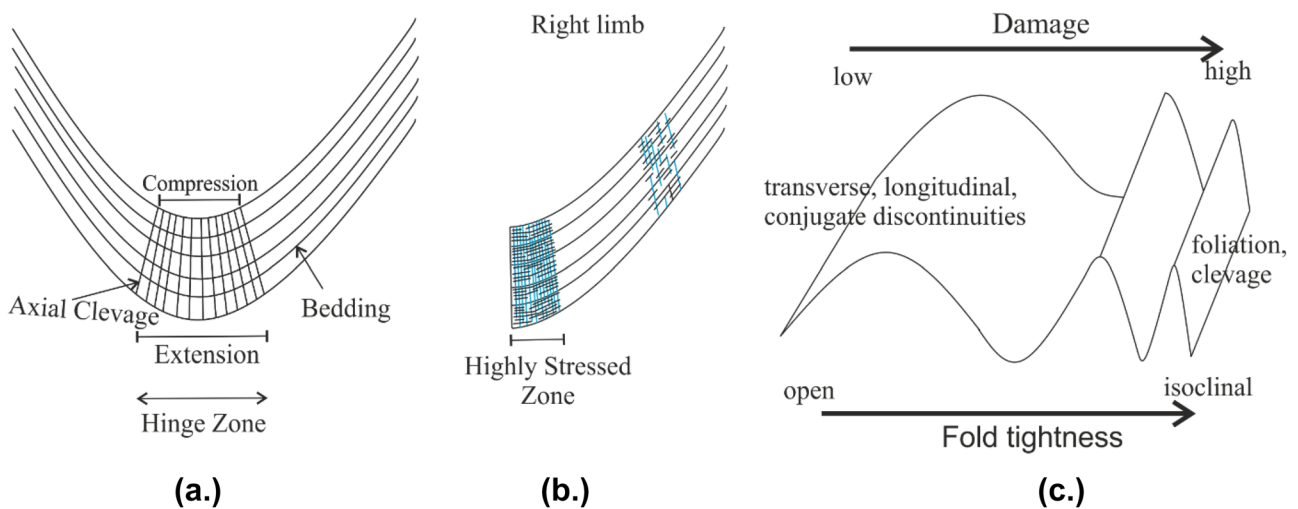 Compression
Axial Clevage
Bedding
Extension
Hinge Zone
(a.)
Right limb
Highly Stressed
Zone
(b.)
Damage
low
high
transverse, longitudinal,
conjugate discontinuities
foliation,
clevage
open
isoclinal
Fold tightness
(c.)